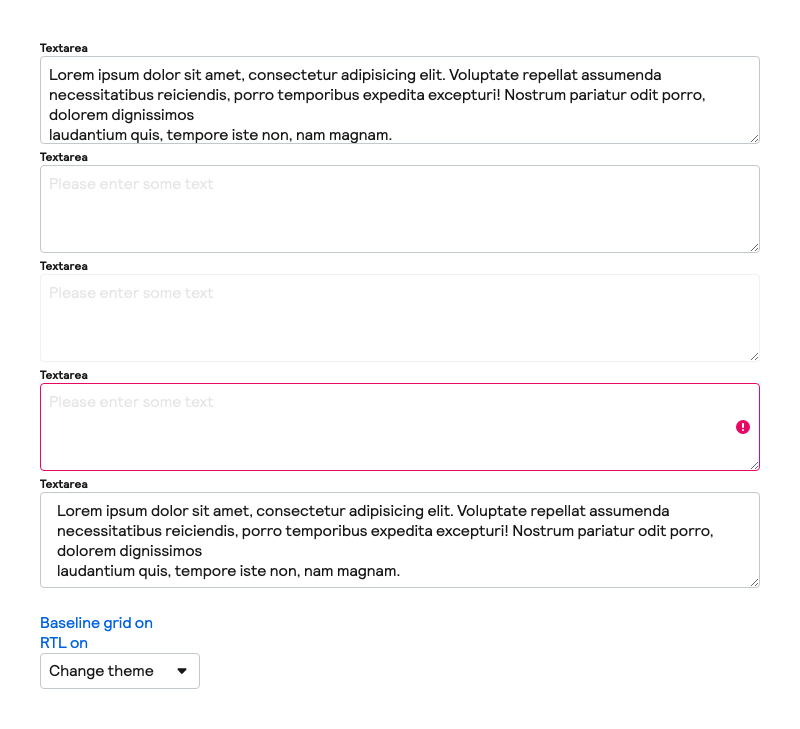 Textarea
Lorem ipsum dolor sit amet, consectetur adipisicing elit. Voluptate repellat assumenda
necessitatibus reiciendis, porro temporibus expedita excepturi! Nostrum pariatur odit porro,
dolorem dignissimos
laudantium quis, tempore iste non, nam magnam.
Textarea
Please enter some text
Textarea
Please enter some text
Textarea
Please enter some text
Textarea
Lorem ipsum dolor sit amet, consectetur adipisicing elit. Voluptate repellat assumenda
necessitatibus reiciendis, porro temporibus expedita excepturi! Nostrum pariatur odit porro,
dolorem dignissimos
laudantium quis, tempore iste non, nam magnam.
Baseline grid on
RTL on
Change theme